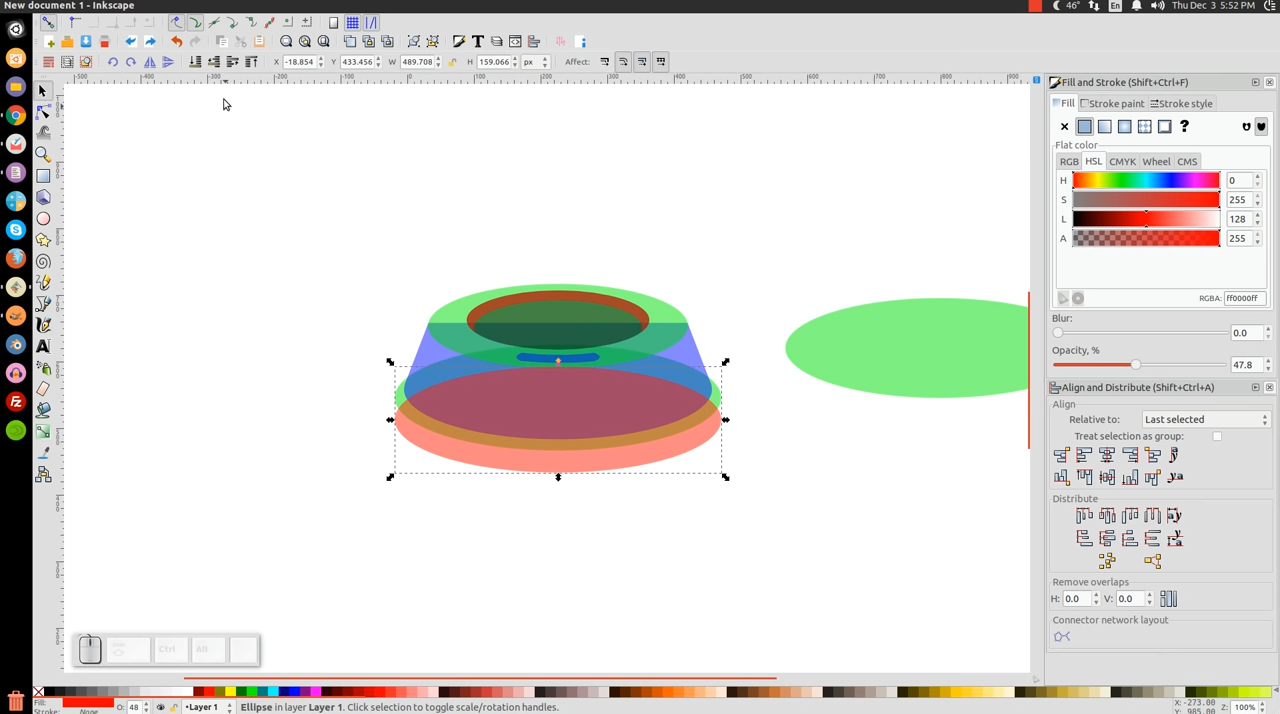 New document 1 - Inkscape
46° En Thu Dec 3 5:52 PM
X -18.854 Y 433.456 W 489.708 H 159.066 px Affect:
Fill and Stroke (Shift+Ctrl+F)
Fill Stroke paint Stroke style
?
Flat color
RGB HSL CMYK Wheel CMS
H 0
S 255
L 128
A 255
RGBA: ff0000ff
Blur:
0.0
Opacity, %
47.8
Align and Distribute (Shift+Ctrl+A)
Align
Relative to: Last selected
Treat selection as group:
Distribute
Remove overlaps
H: 0.0 V: 0.0
Connector network layout
Ctrl Alt
Fill:
Stroke: None O: 48 Layer 1 Ellipse in layer Layer 1. Click selection to toggle scale/rotation handles. X: -273.00
Y: 985.00 Z: 100%